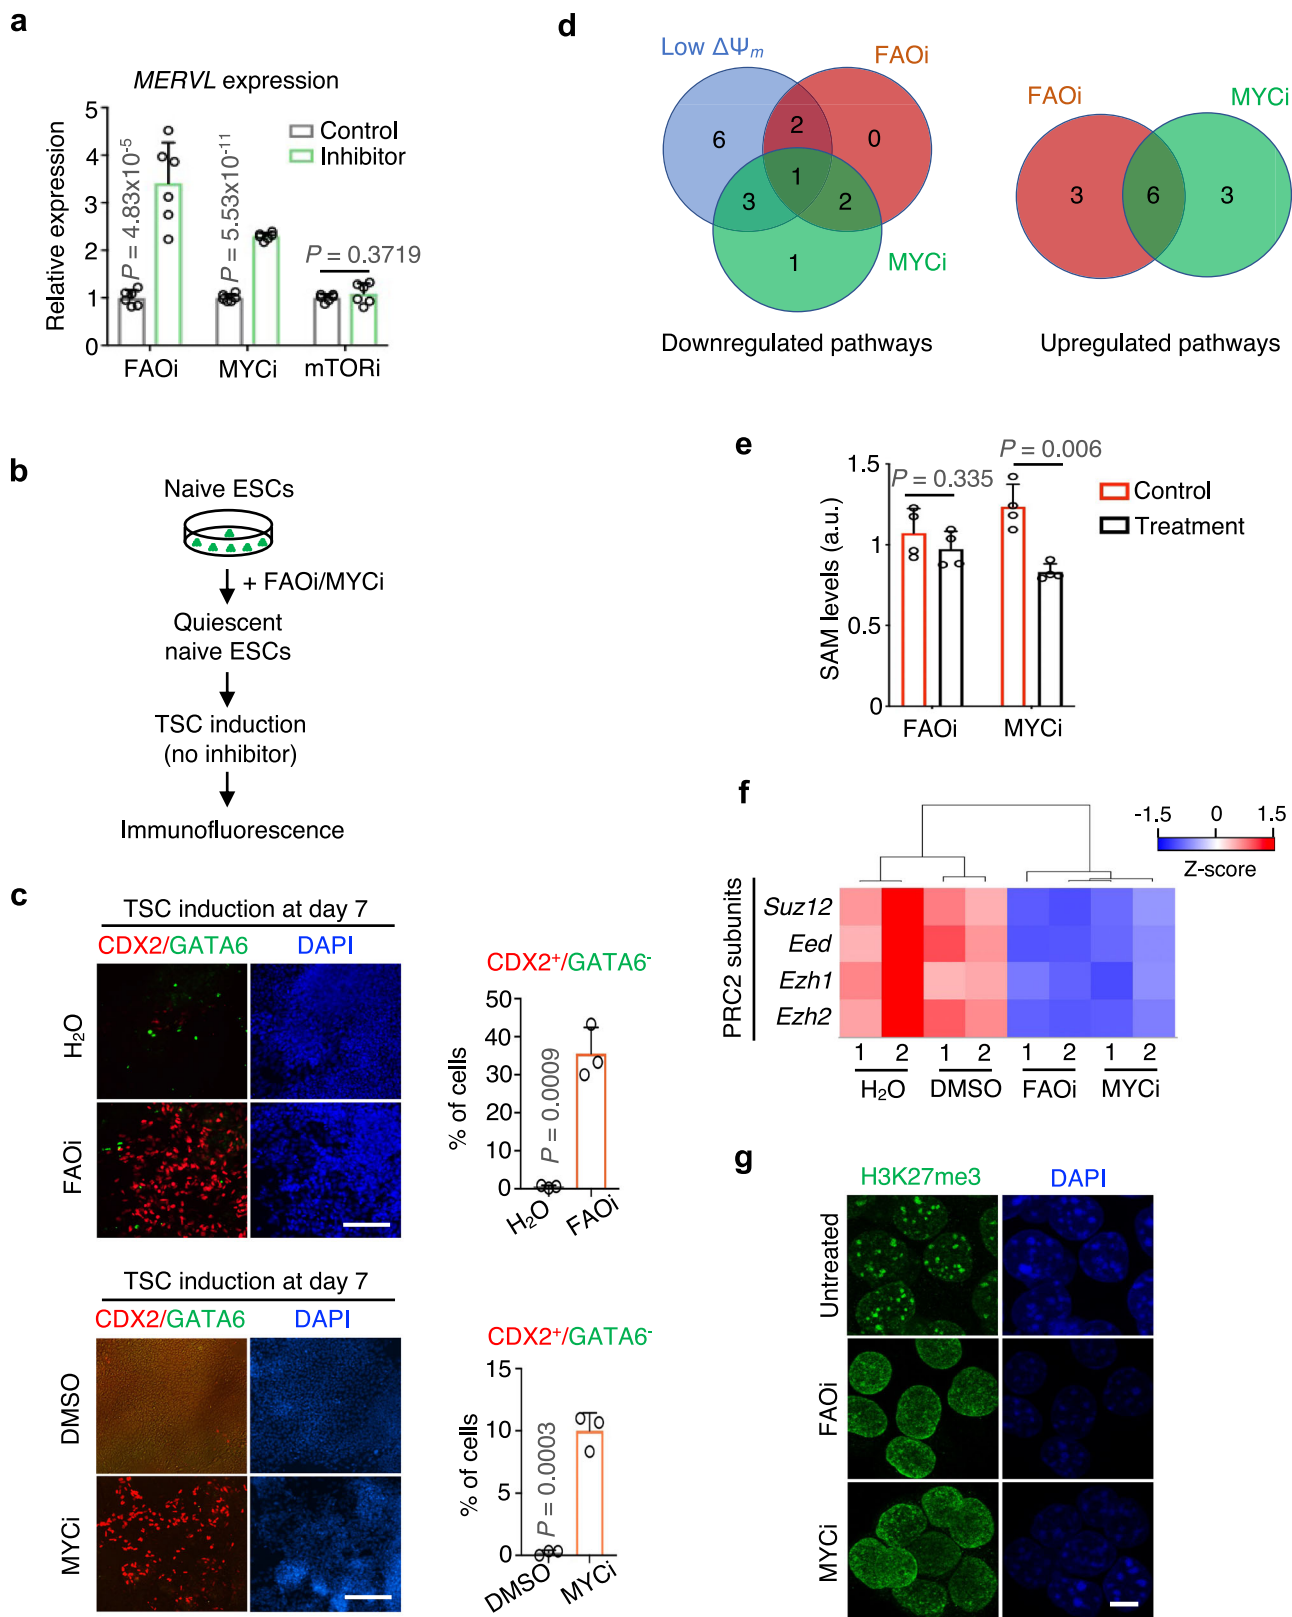 a
MERVL expression
Relative expression
5
4
3
2
1
0
Control
Inhibitor
P = 4.83x10-5
P = 5.53x10-11
P = 0.3719
FAOi
MYCi
mTORi
b
Naive ESCs
+ FAOi/MYCi
Quiescent
naive ESCs
TSC induction
(no inhibitor)
Immunofluorescence
c
TSC induction at day 7
CDX2/GATA6
DAPI
H2O
FAOi
CDX2+/GATA6-
% of cells
50
40
30
20
10
0
P = 0.0009
H2O
FAOi
TSC induction at day 7
CDX2/GATA6
DAPI
DMSO
MYCi
CDX2+/GATA6-
% of cells
15
10
5
0
P = 0.0003
DMSO
MYCi
d
Low ΔΨm
FAOi
6
2
0
1
3
2
1
MYCi
Downregulated pathways
FAOi
MYCi
3
6
3
Upregulated pathways
e
SAM levels (a.u.)
1.5
1
0.5
0
P = 0.335
P = 0.006
Control
Treatment
FAOi
MYCi
f
-1.5
0
1.5
Z-score
PRC2 subunits
Suz12
Eed
Ezh1
Ezh2
1 2 1 2 1 2 1 2
H2O
DMSO
FAOi
MYCi
g
H3K27me3
DAPI
Untreated
FAOi
MYCi